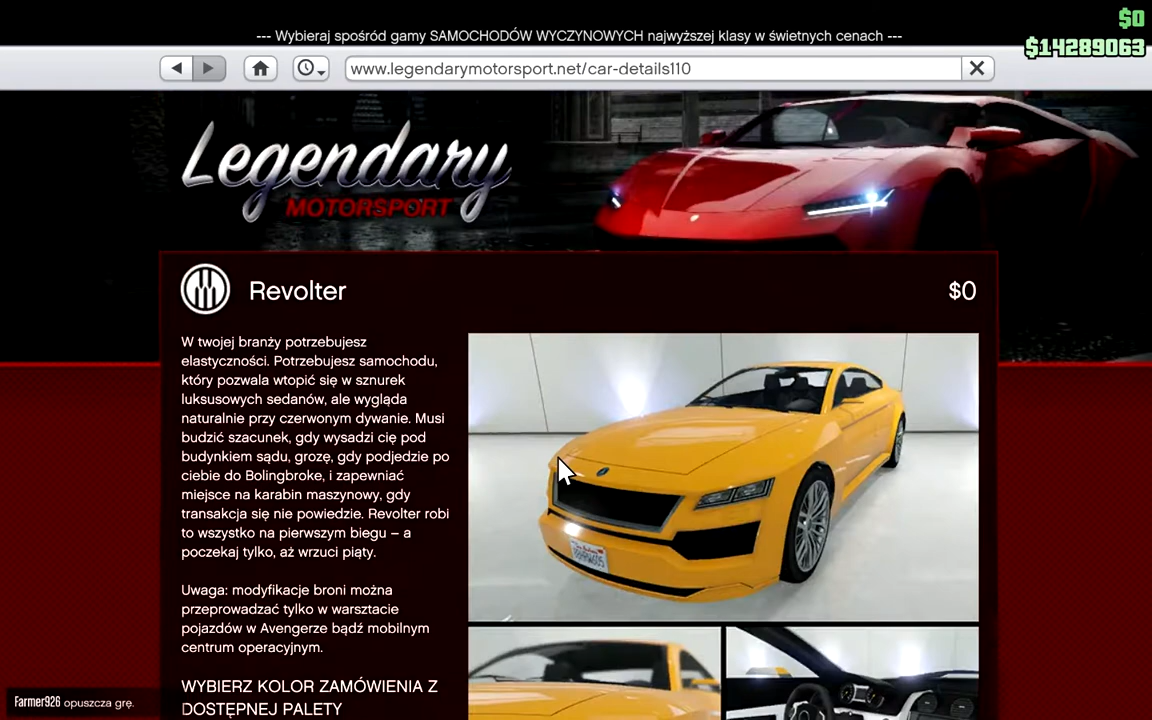 $0
--- Wybieraj spośród gamy SAMOCHODÓW WYCZYNOWYCH najwyższej klasy w świetnych cenach ---
$14289063
www.legendarymotorsport.net/car-details110
Legendary
MOTORSPORT
Revolter
$0
W twojej branży potrzebujesz
elastyczności. Potrzebujesz samochodu,
który pozwala wtopić się w sznurek
luksusowych sedanów, ale wygląda
naturalnie przy czerwonym dywanie. Musi
budzić szacunek, gdy wysadzi cię pod
budynkiem sądu, grozę, gdy podjedzie po
ciebie do Bolingbroke, i zapewniać
miejsce na karabin maszynowy, gdy
transakcja się nie powiedzie. Revolter robi
to wszystko na pierwszym biegu – a
poczekaj tylko, aż wrzuci piąty.
Uwaga: modyfikacje broni można
przeprowadzać tylko w warsztacie
pojazdów w Avengerze bądź mobilnym
centrum operacyjnym.
WYBIERZ KOLOR ZAMÓWIENIA Z
DOSTĘPNEJ PALETY
Farmer926 opuszcza grę.